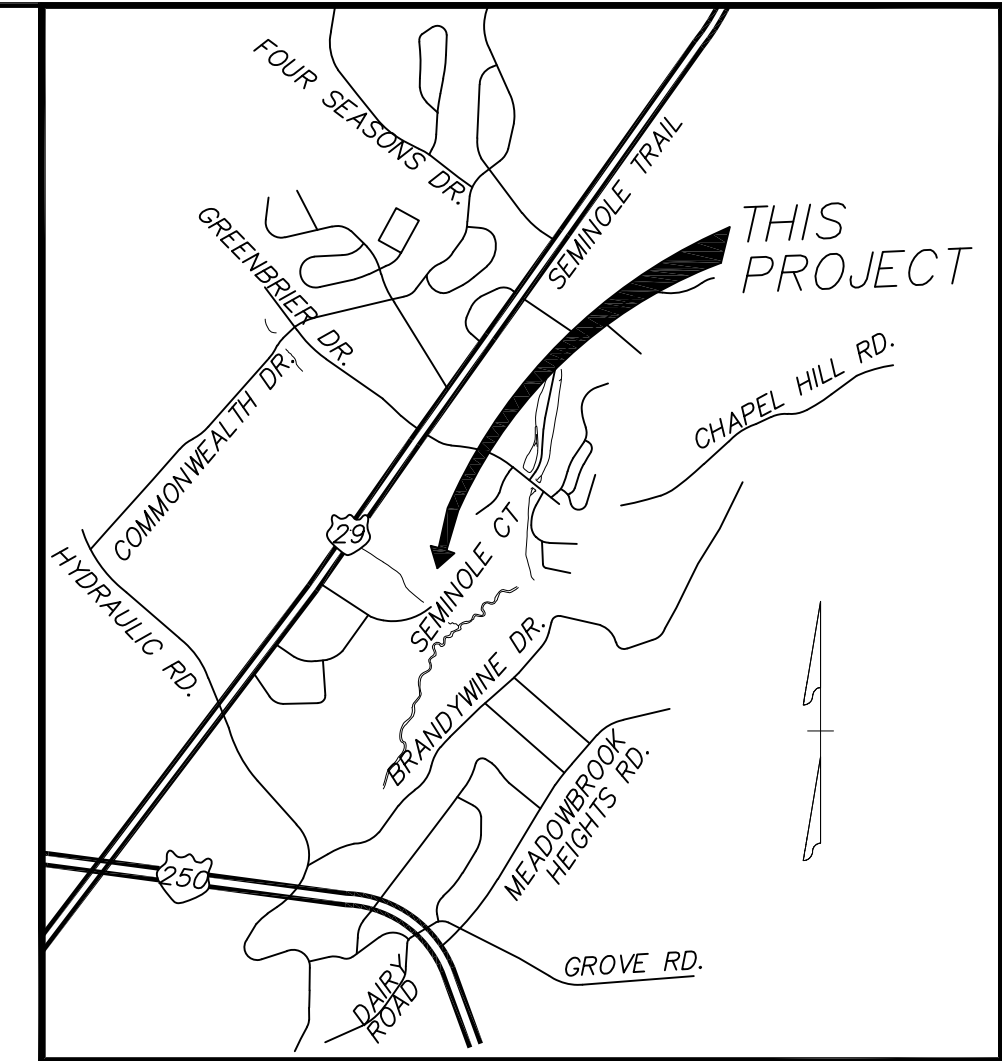 FOUR SEASONS DR.
SEMINOLE TRAIL
THIS
PROJECT
GREENBRIER DR.
COMMONWEALTH DR.
CHAPEL HILL RD.
29
SEMINOLE CT
HYDRAULIC RD.
BRANDYWINE DR.
MEADOWBROOK
HEIGHTS RD.
250
GROVE RD.
DAIRY
ROAD